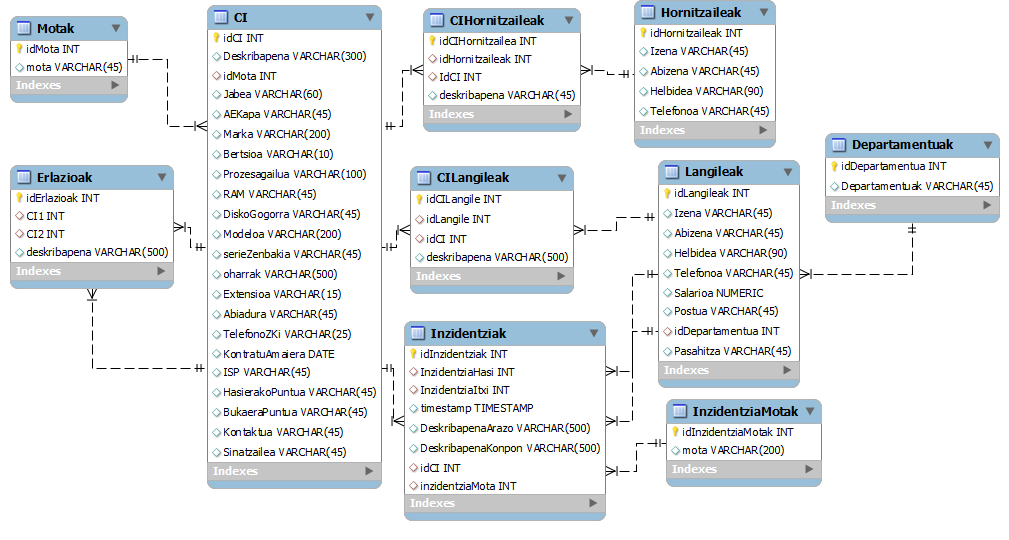 Motak
idMota INT
mota VARCHAR(45)
Indexes
Erlazioak
idErlazioak INT
CI1 INT
CI2 INT
deskribapena VARCHAR(500)
Indexes
CI
idCI INT
Deskribapena VARCHAR(300)
idMota INT
Jabea VARCHAR(60)
AEKapa VARCHAR(45)
Marka VARCHAR(200)
Bertsioa VARCHAR(10)
Prozesagailua VARCHAR(100)
RAM VARCHAR(45)
DiskoGogorra VARCHAR(45)
Modeloa VARCHAR(200)
serieZenbakia VARCHAR(45)
oharrak VARCHAR(500)
Extensioa VARCHAR(15)
Abiadura VARCHAR(45)
TelefonoZKi VARCHAR(25)
KontratuAmaiera DATE
ISP VARCHAR(45)
HasierakoPuntua VARCHAR(45)
BukaeraPuntua VARCHAR(45)
Kontaktua VARCHAR(45)
Sinatzailea VARCHAR(45)
Indexes
CIHornitzaileak
idCIHornitzailea INT
idHornitzaileak INT
IdCI INT
deskribapena VARCHAR(45)
Indexes
CILangileak
idCILangile INT
idLangile INT
idCI INT
deskribapena VARCHAR(500)
Indexes
Inzidentziak
idInzidentziak INT
InzidentziaHasi INT
InzidentziaItxi INT
timestamp TIMESTAMP
DeskribapenaArazo VARCHAR(500)
DeskribapenaKonpon VARCHAR(500)
idCI INT
inzidentziaMota INT
Indexes
Hornitzaileak
idHornitzaileak INT
Izena VARCHAR(45)
Abizena VARCHAR(45)
Helbidea VARCHAR(90)
Telefonoa VARCHAR(45)
Indexes
Langileak
idLangileak INT
Izena VARCHAR(45)
Abizena VARCHAR(45)
Helbidea VARCHAR(90)
Telefonoa VARCHAR(45)
Salarioa NUMERIC
Postua VARCHAR(45)
idDepartamentua INT
Pasahitza VARCHAR(45)
Indexes
InzidentziaMotak
idInzidentziaMotak INT
mota VARCHAR(200)
Indexes
Departamentuak
idDepartamentua INT
Departamentuak VARCHAR(45)
Indexes